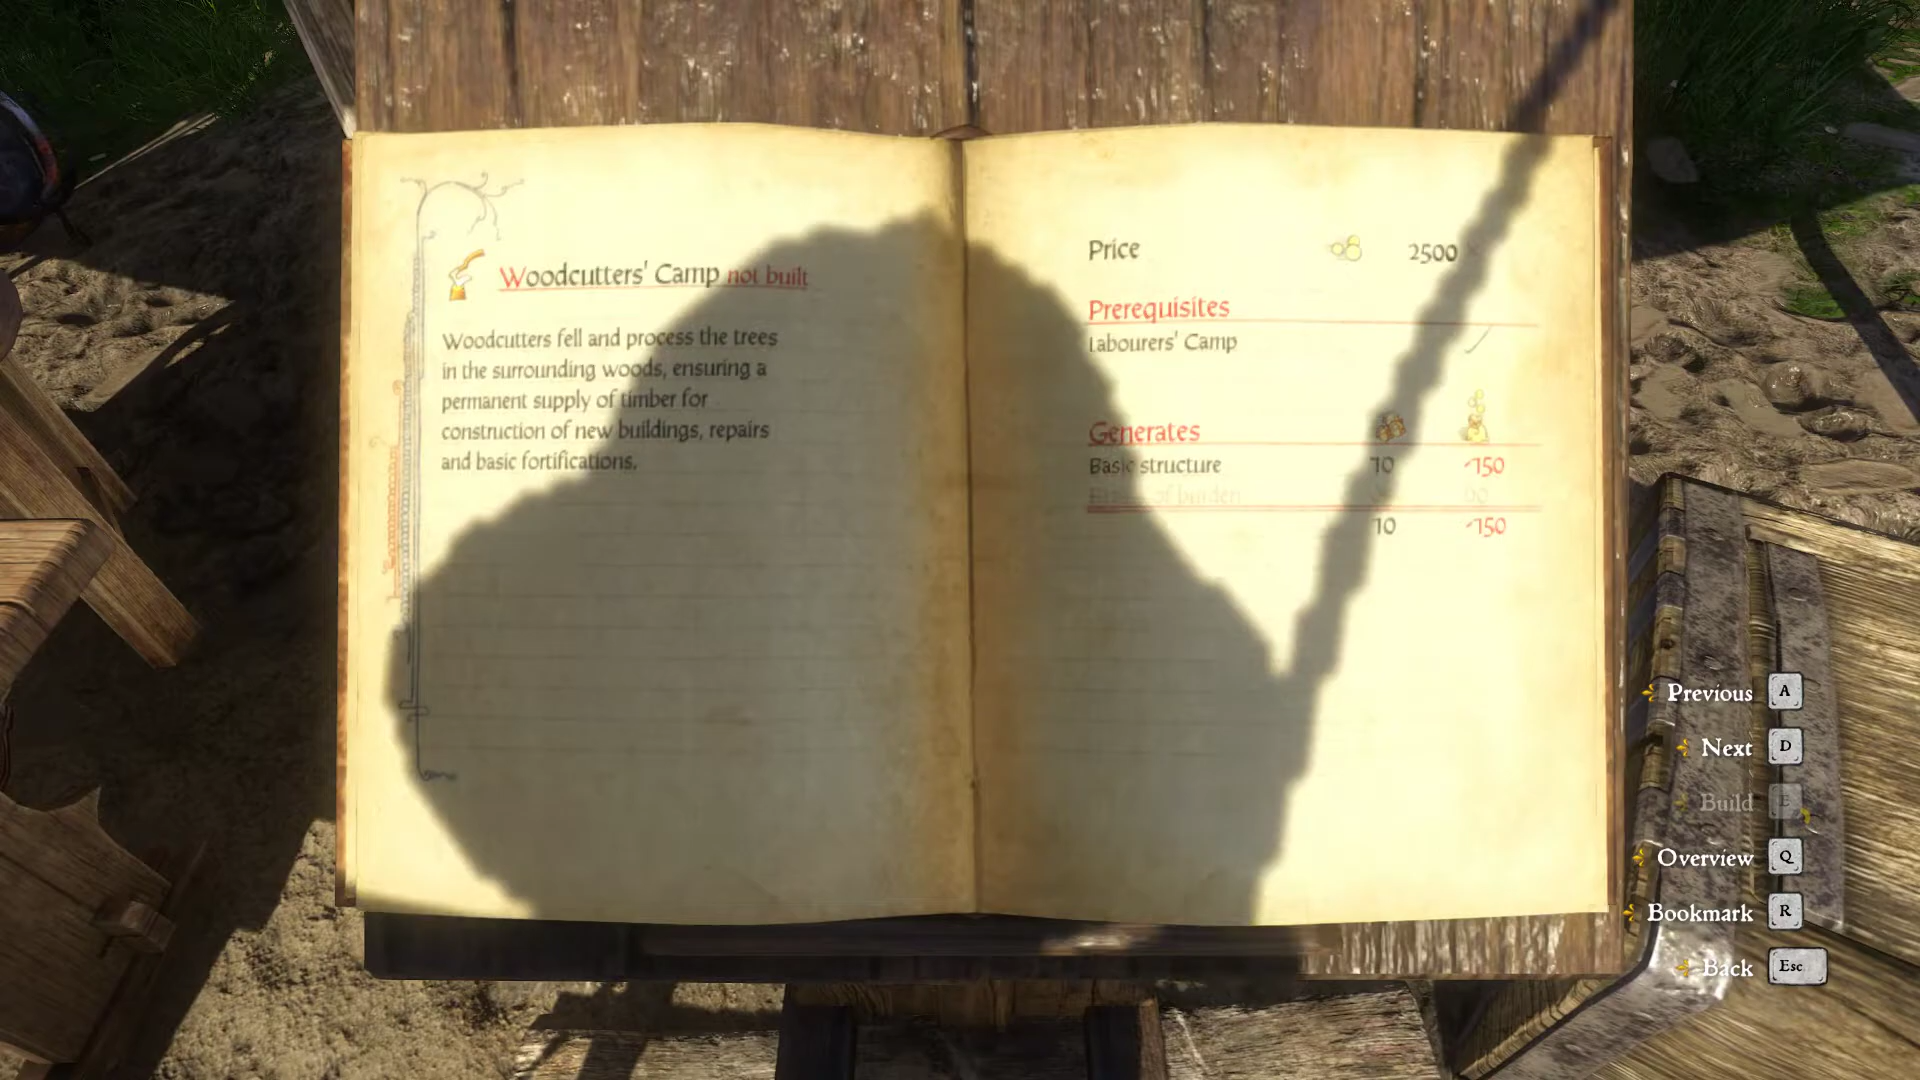 Woodcutters' Camp not built
Woodcutters fell and process the trees
in the surrounding woods, ensuring a
permanent supply of timber for
construction of new buildings, repairs
and basic fortifications.
Price 2500
Prerequisites
Labourers' Camp
Generates
Basic structure 10 -150
of burden
10 -150
Previous A
Next D
Build E
Overview Q
Bookmark R
Back Esc